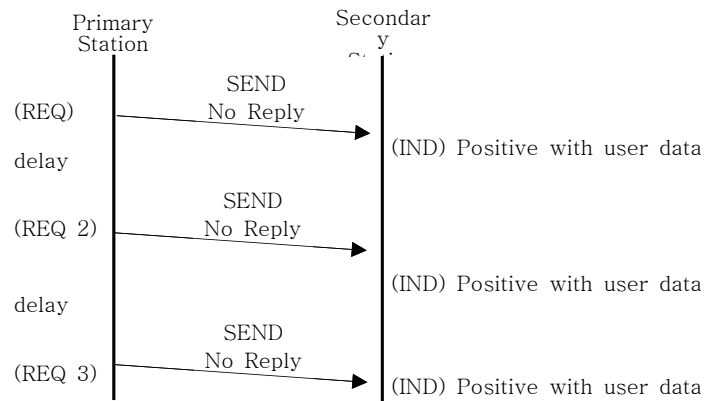 Primary
Station
Secondar
y
SEND
No Reply
(REQ)
(IND) Positive with user data
delay
SEND
No Reply
(REQ 2)
(IND) Positive with user data
delay
SEND
No Reply
(REQ 3)
(IND) Positive with user data